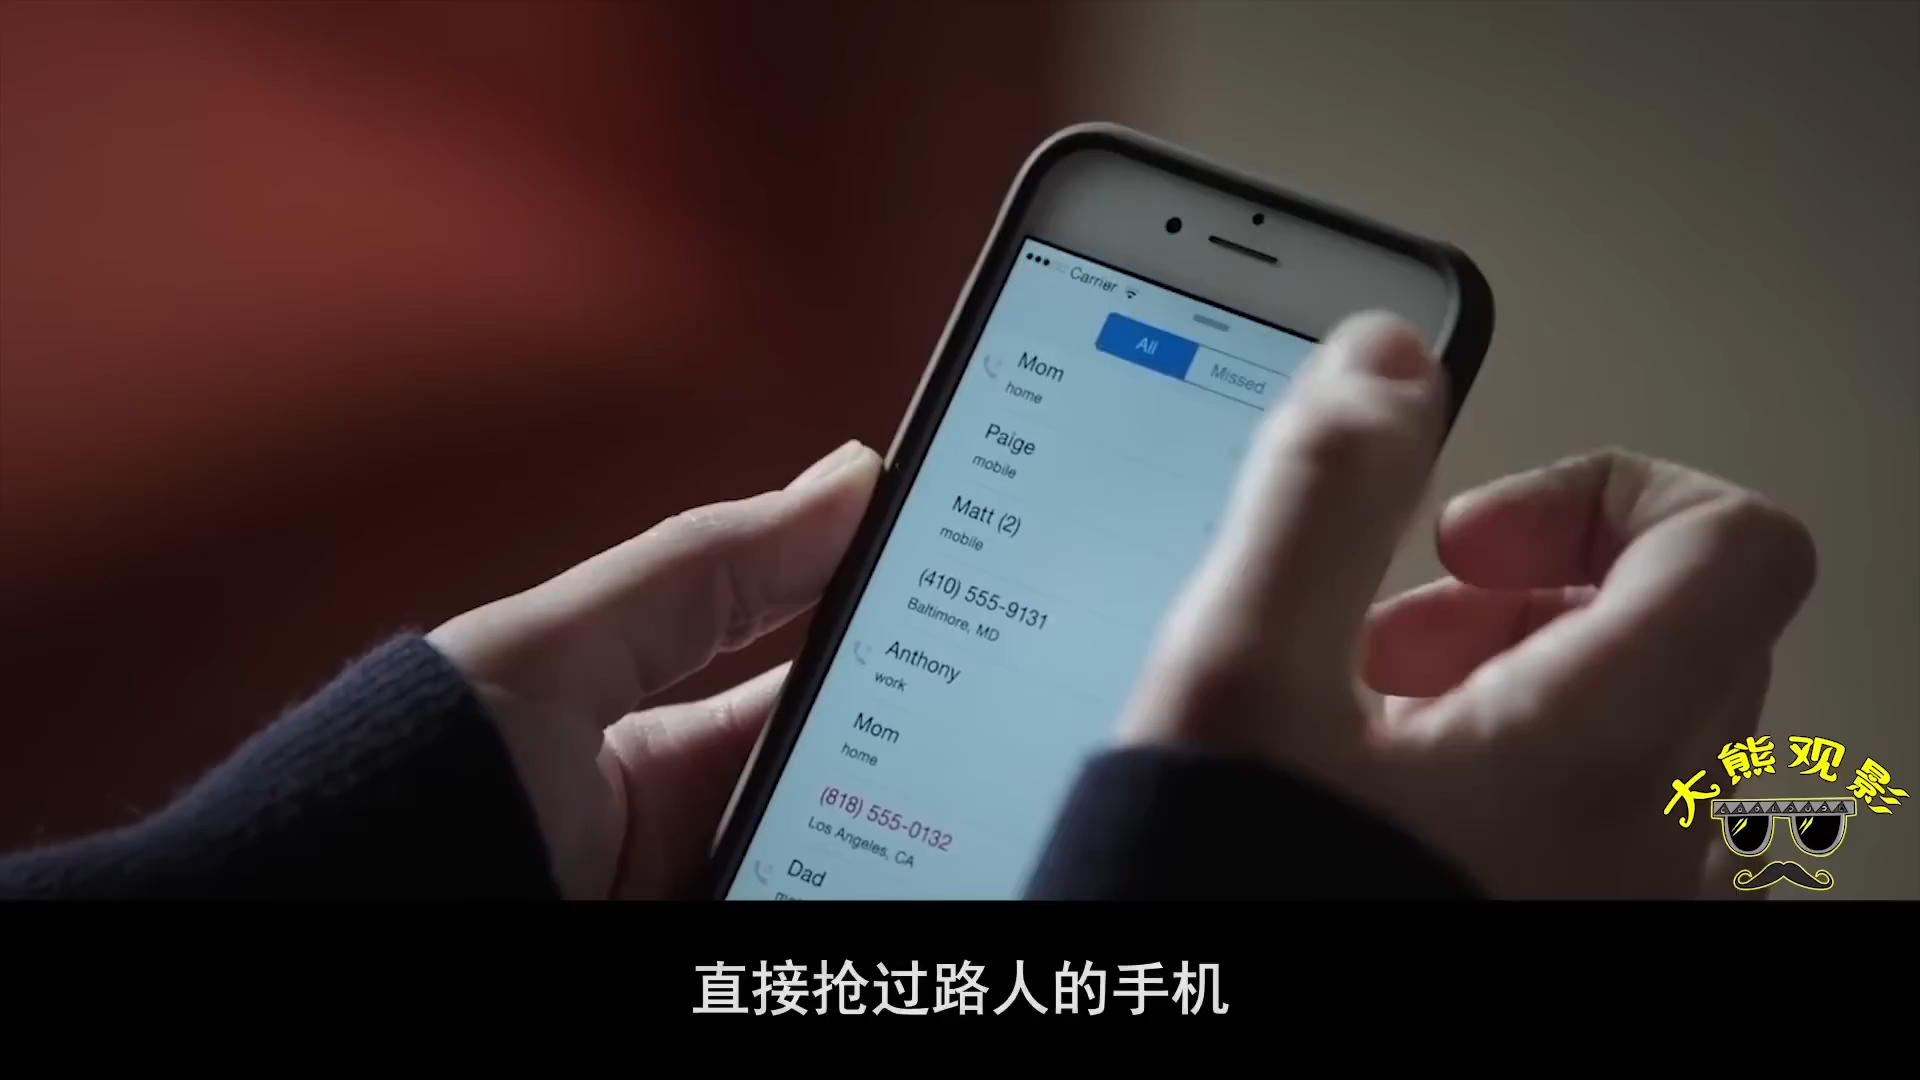 Carrier
All
Missed
Mom
home
Paige
mobile
Matt (2)
mobile
(410) 555-9131
Baltimore, MD
Anthony
work
Mom
home
(818) 555-0132
Los Angeles, CA
Dad
大熊观影
直接抢过路人的手机